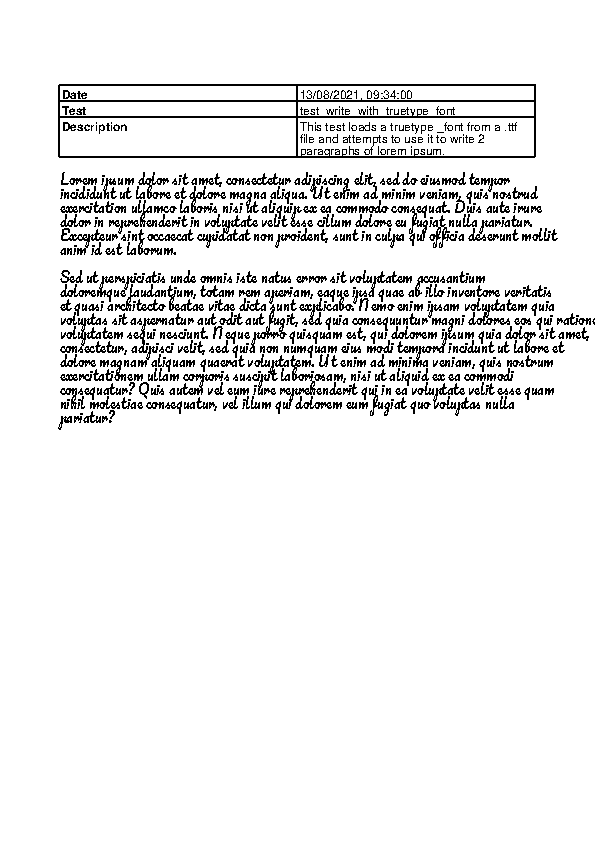 Date 13/08/2021, 09:34:00
Test test_write_with_truetype_font
Description This test loads a truetype _font from a .ttf
file and attempts to use it to write 2
paragraphs of lorem ipsum.
Lorem ipsum dolor sit amet, consectetur adipiscing elit, sed do eiusmod tempor
incididunt ut labore et dolore magna aliqua. Ut enim ad minim veniam, quis nostrud
exercitation ullamco laboris nisi ut aliquip ex ea commodo consequat. Duis aute irure
dolor in reprehenderit in voluptate velit esse cillum dolore eu fugiat nulla pariatur.
Excepteur sint occaecat cupidatat non proident, sunt in culpa qui officia deserunt mollit
anim id est laborum.
Sed ut perspiciatis unde omnis iste natus error sit voluptatem accusantium
doloremque laudantium, totam rem aperiam, eaque ipsa quae ab illo inventore veritatis
et quasi architecto beatae vitae dicta sunt explicabo. Nemo enim ipsam voluptatem quia
voluptas sit aspernatur aut odit aut fugit, sed quia consequuntur magni dolores eos qui ration
voluptatem sequi nesciunt. Neque porro quisquam est, qui dolorem ipsum quia dolor sit amet,
consectetur, adipisci velit, sed quia non numquam eius modi tempora incidunt ut labore et
dolore magnam aliquam quaerat voluptatem. Ut enim ad minima veniam, quis nostrum
exercitationem ullam corporis suscipit laboriosam, nisi ut aliquid ex ea commodi
consequatur? Quis autem vel eum iure reprehenderit qui in ea voluptate velit esse quam
nihil molestiae consequatur, vel illum qui dolorem eum fugiat quo voluptas nulla
pariatur?